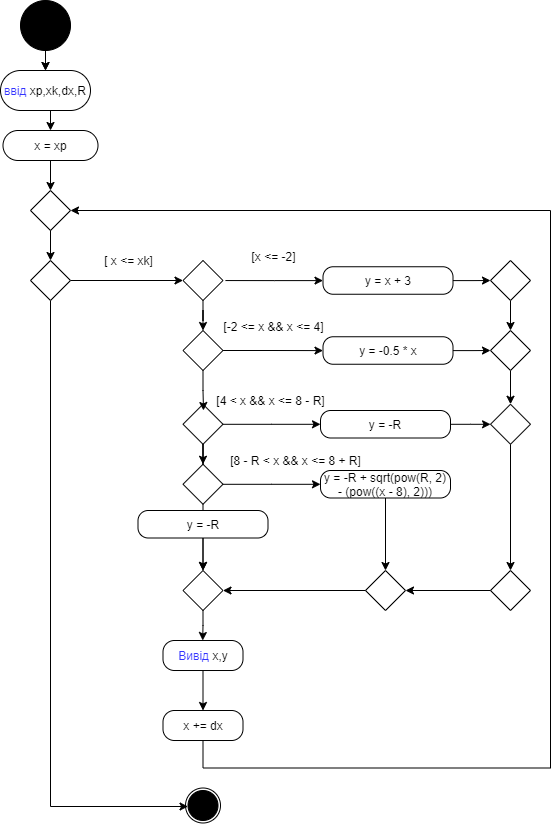 ввід xp,xk,dx,R
x = xp
[ x <= xk]
[x <= -2]
y = x + 3
[-2 <= x && x <= 4]
y = -0.5 * x
[4 < x && x <= 8 - R]
y = -R
[8 - R < x && x <= 8 + R]
y = -R + sqrt(pow(R, 2)
- (pow((x - 8), 2)))
y = -R
Вивід x,y
x += dx